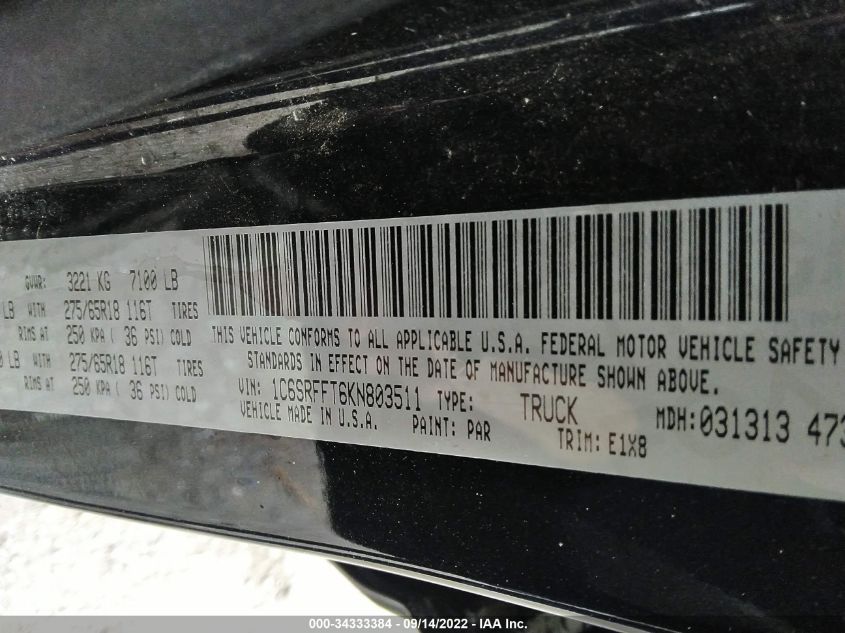 GVWR: 3221 KG 7100 LB
LB WITH 275/65R18 116T TIRES
RIMS AT 250 KPA ( 36 PSI) COLD
0 LB WITH 275/65R18 116T TIRES
RIMS AT 250 KPA ( 36 PSI) COLD
THIS VEHICLE CONFORMS TO ALL APPLICABLE U.S.A. FEDERAL MOTOR VEHICLE SAFETY
STANDARDS IN EFFECT ON THE DATE OF MANUFACTURE SHOWN ABOVE.
VIN: 1C6SRFFT6KN803511 TYPE: TRUCK MDH:031313 473
VEHICLE MADE IN U.S.A. PAINT: PAR TRIM: E1X8
000-34333384 - 09/14/2022 - IAA Inc.